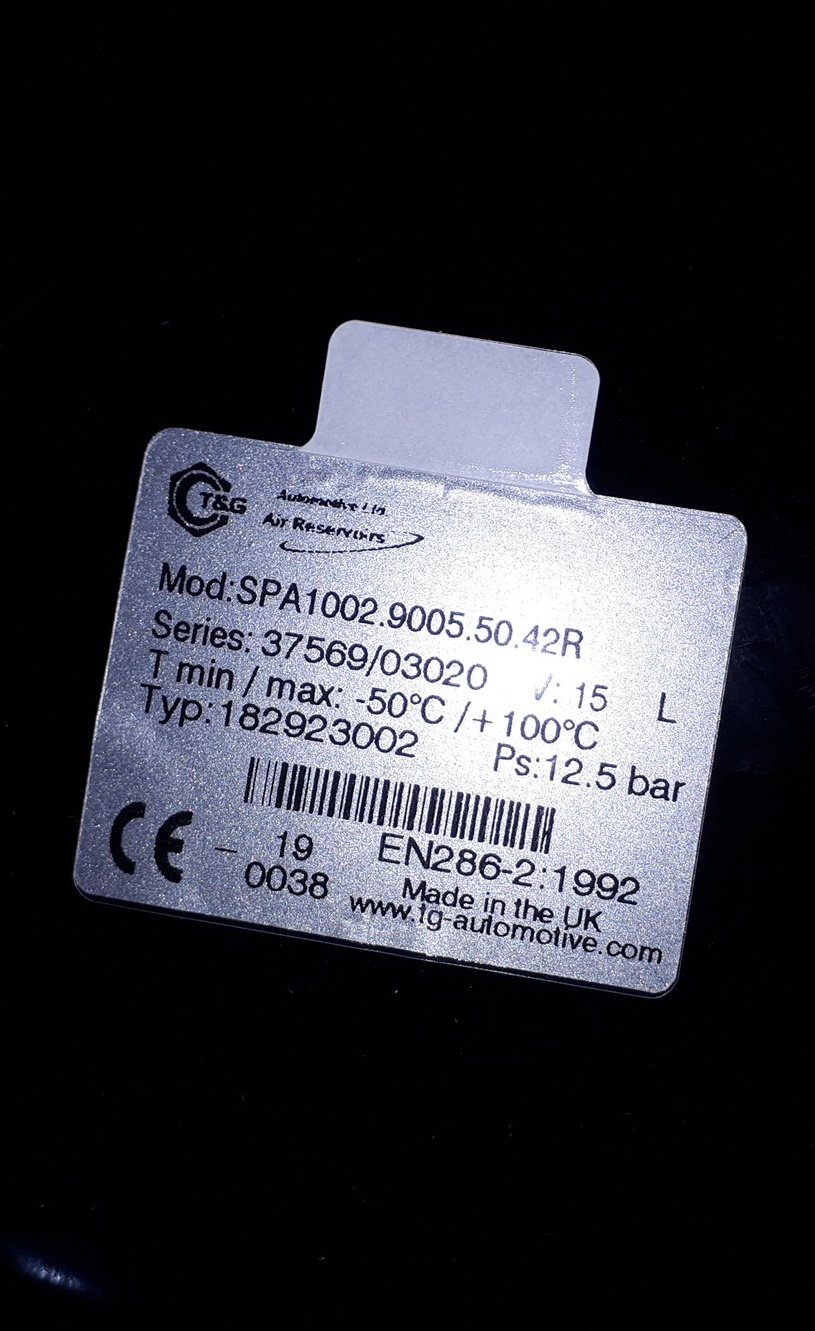 T&G
Automotive Ltd
Air Reservoirs
Mod:SPA1002.9005.50.42R
Series: 37569/03020 V: 15 L
T min / max: -50°C /+100°C
Typ:182923002 Ps:12.5 bar
CE – 19 EN286-2:1992
0038 Made in the UK
www.tg-automotive.com